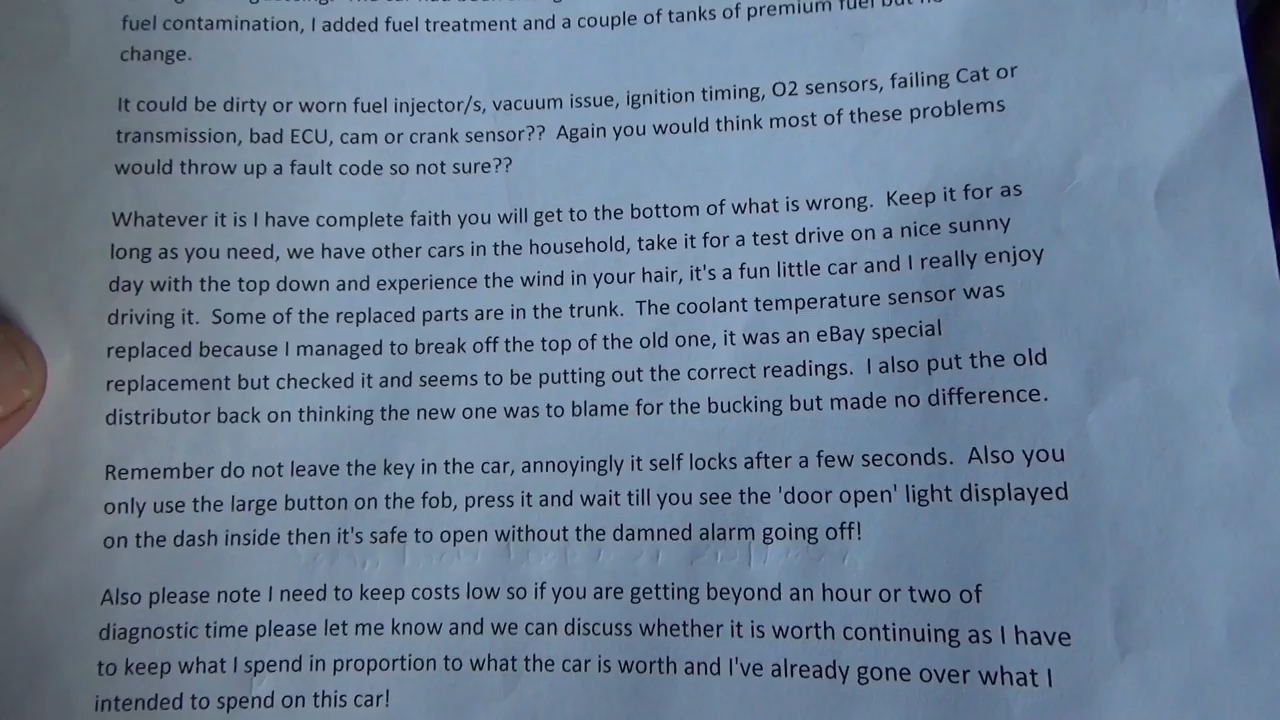 fuel contamination, I added fuel treatment and a couple of tanks of premium fuel but no
change.
It could be dirty or worn fuel injector/s, vacuum issue, ignition timing, O2 sensors, failing Cat or
transmission, bad ECU, cam or crank sensor?? Again you would think most of these problems
would throw up a fault code so not sure??
Whatever it is I have complete faith you will get to the bottom of what is wrong. Keep it for as
long as you need, we have other cars in the household, take it for a test drive on a nice sunny
day with the top down and experience the wind in your hair, it's a fun little car and I really enjoy
driving it. Some of the replaced parts are in the trunk. The coolant temperature sensor was
replaced because I managed to break off the top of the old one, it was an eBay special
replacement but checked it and seems to be putting out the correct readings. I also put the old
distributor back on thinking the new one was to blame for the bucking but made no difference.
Remember do not leave the key in the car, annoyingly it self locks after a few seconds. Also you
only use the large button on the fob, press it and wait till you see the 'door open' light displayed
on the dash inside then it's safe to open without the damned alarm going off!
Also please note I need to keep costs low so if you are getting beyond an hour or two of
diagnostic time please let me know and we can discuss whether it is worth continuing as I have
to keep what I spend in proportion to what the car is worth and I've already gone over what I
intended to spend on this car!